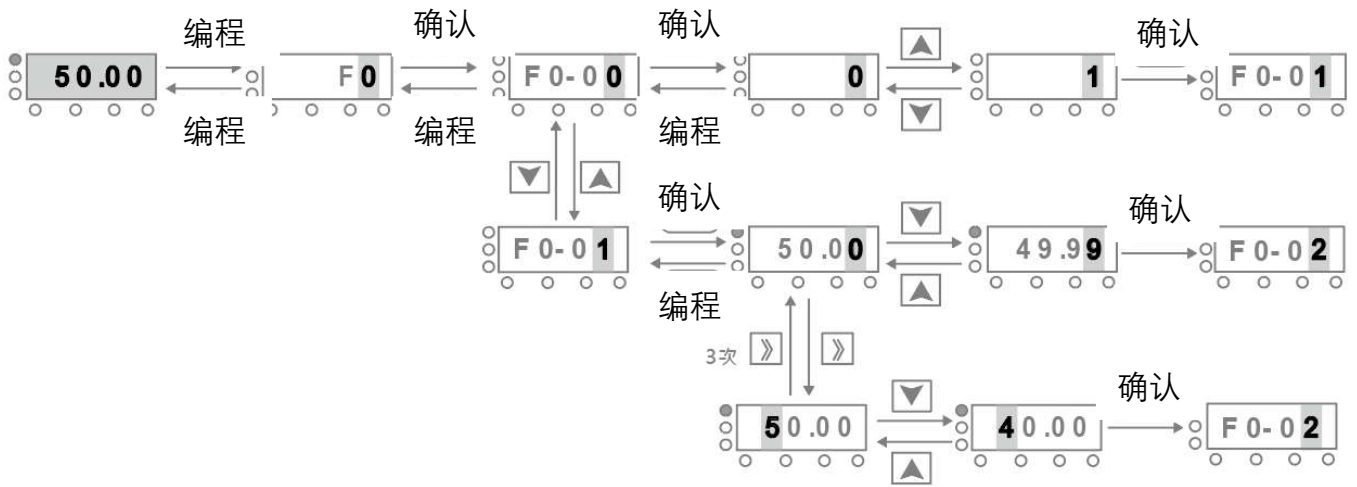 编程 确认 确认 确认
50.00 F0 F0-00 0 1 F0-01
编程 编程 编程
确认 确认
F0-01 50.00 49.99 F0-02
编程
3次
确认
50.00 40.00 F0-02